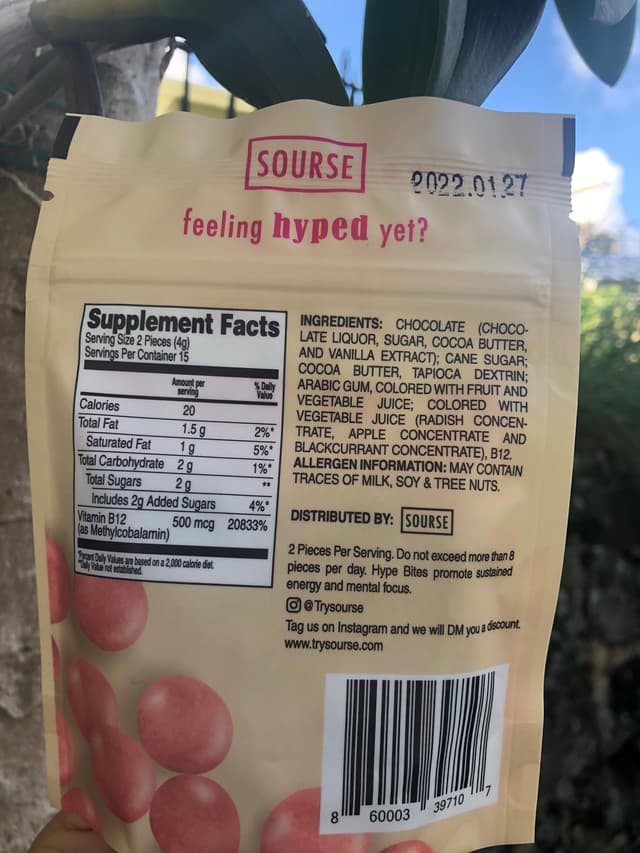 SOURSE
2022.01.27
feeling hyped yet?
Supplement Facts
Serving Size 2 Pieces (4g)
Servings Per Container 15
Amount per serving % Daily Value
Calories 20
Total Fat 1.5 g 2%*
Saturated Fat 1 g 5%*
Total Carbohydrate 2 g 1%*
Total Sugars 2 g **
Includes 2g Added Sugars 4%*
Vitamin B12 500 mcg 20833%
(as Methylcobalamin)
*Percent Daily Values are based on a 2,000 calorie diet.
**Daily Value not established.
INGREDIENTS: CHOCOLATE (CHOCO-
LATE LIQUOR, SUGAR, COCOA BUTTER,
AND VANILLA EXTRACT); CANE SUGAR;
COCOA BUTTER, TAPIOCA DEXTRIN;
ARABIC GUM, COLORED WITH FRUIT AND
VEGETABLE JUICE; COLORED WITH
VEGETABLE JUICE (RADISH CONCEN-
TRATE, APPLE CONCENTRATE AND
BLACKCURRANT CONCENTRATE), B12.
ALLERGEN INFORMATION: MAY CONTAIN
TRACES OF MILK, SOY & TREE NUTS.
DISTRIBUTED BY: SOURSE
2 Pieces Per Serving. Do not exceed more than 8
pieces per day. Hype Bites promote sustained
energy and mental focus.
@Trysourse
Tag us on Instagram and we will DM you a discount.
www.trysourse.com
8 60003 39710 7